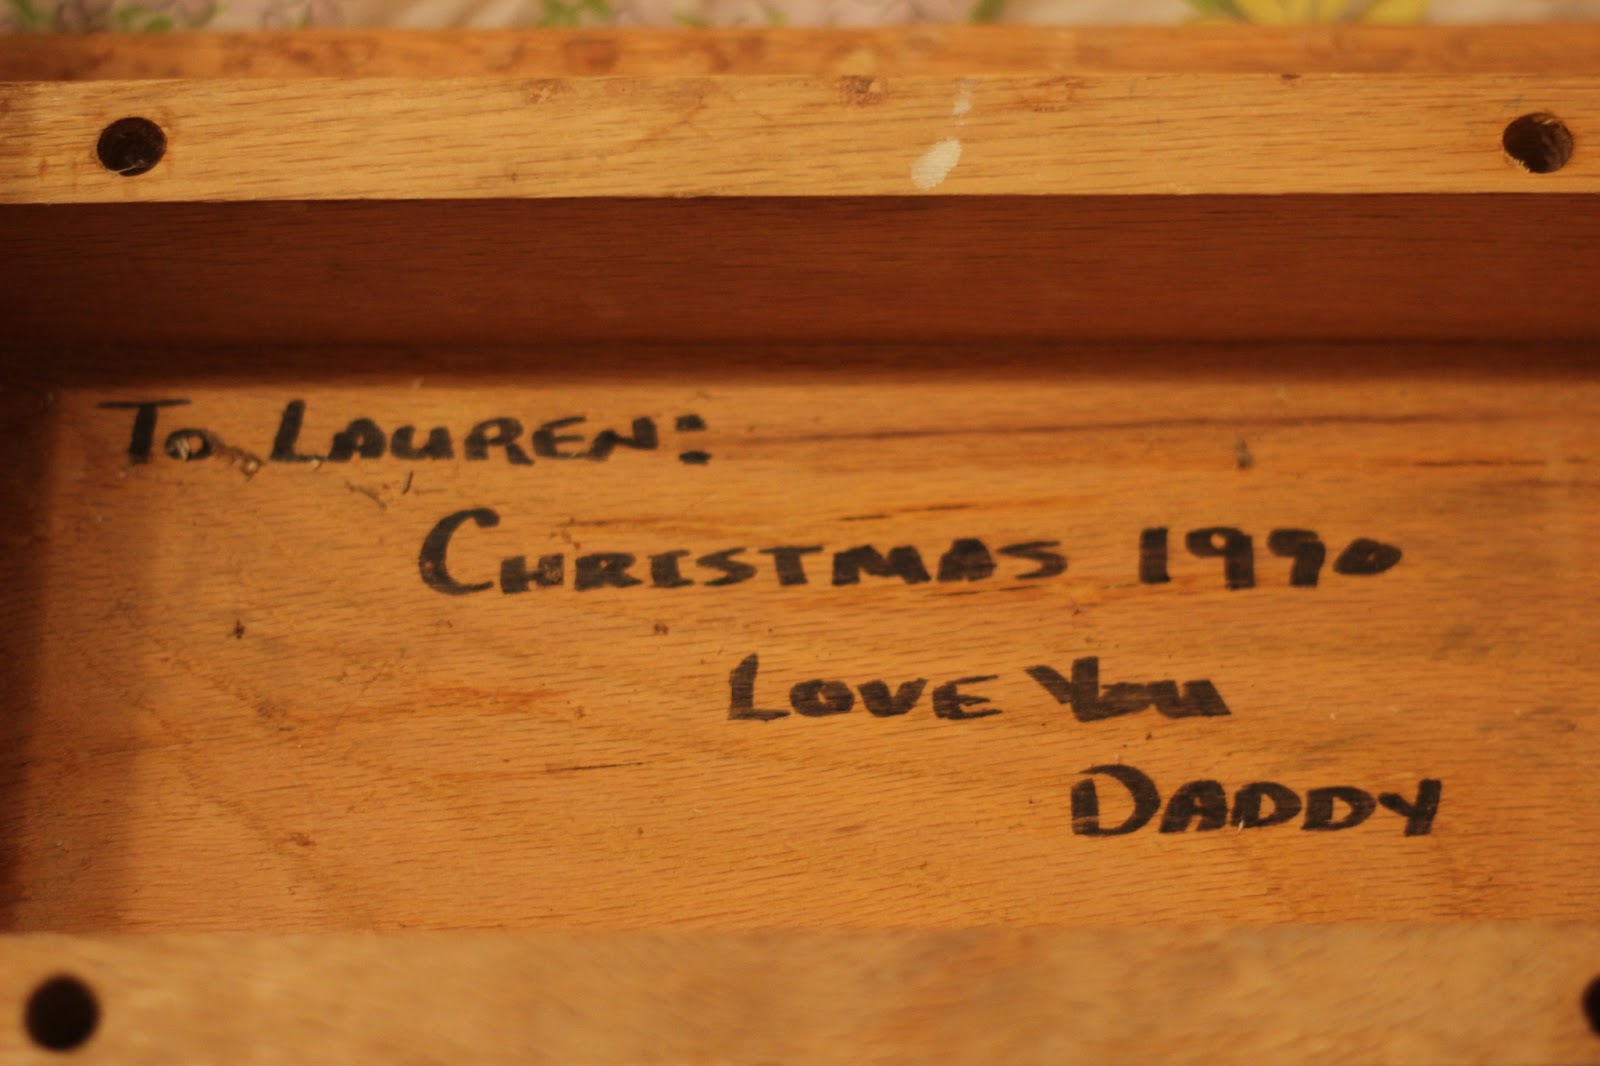 To Lauren:
Christmas 1990
Love You
Daddy